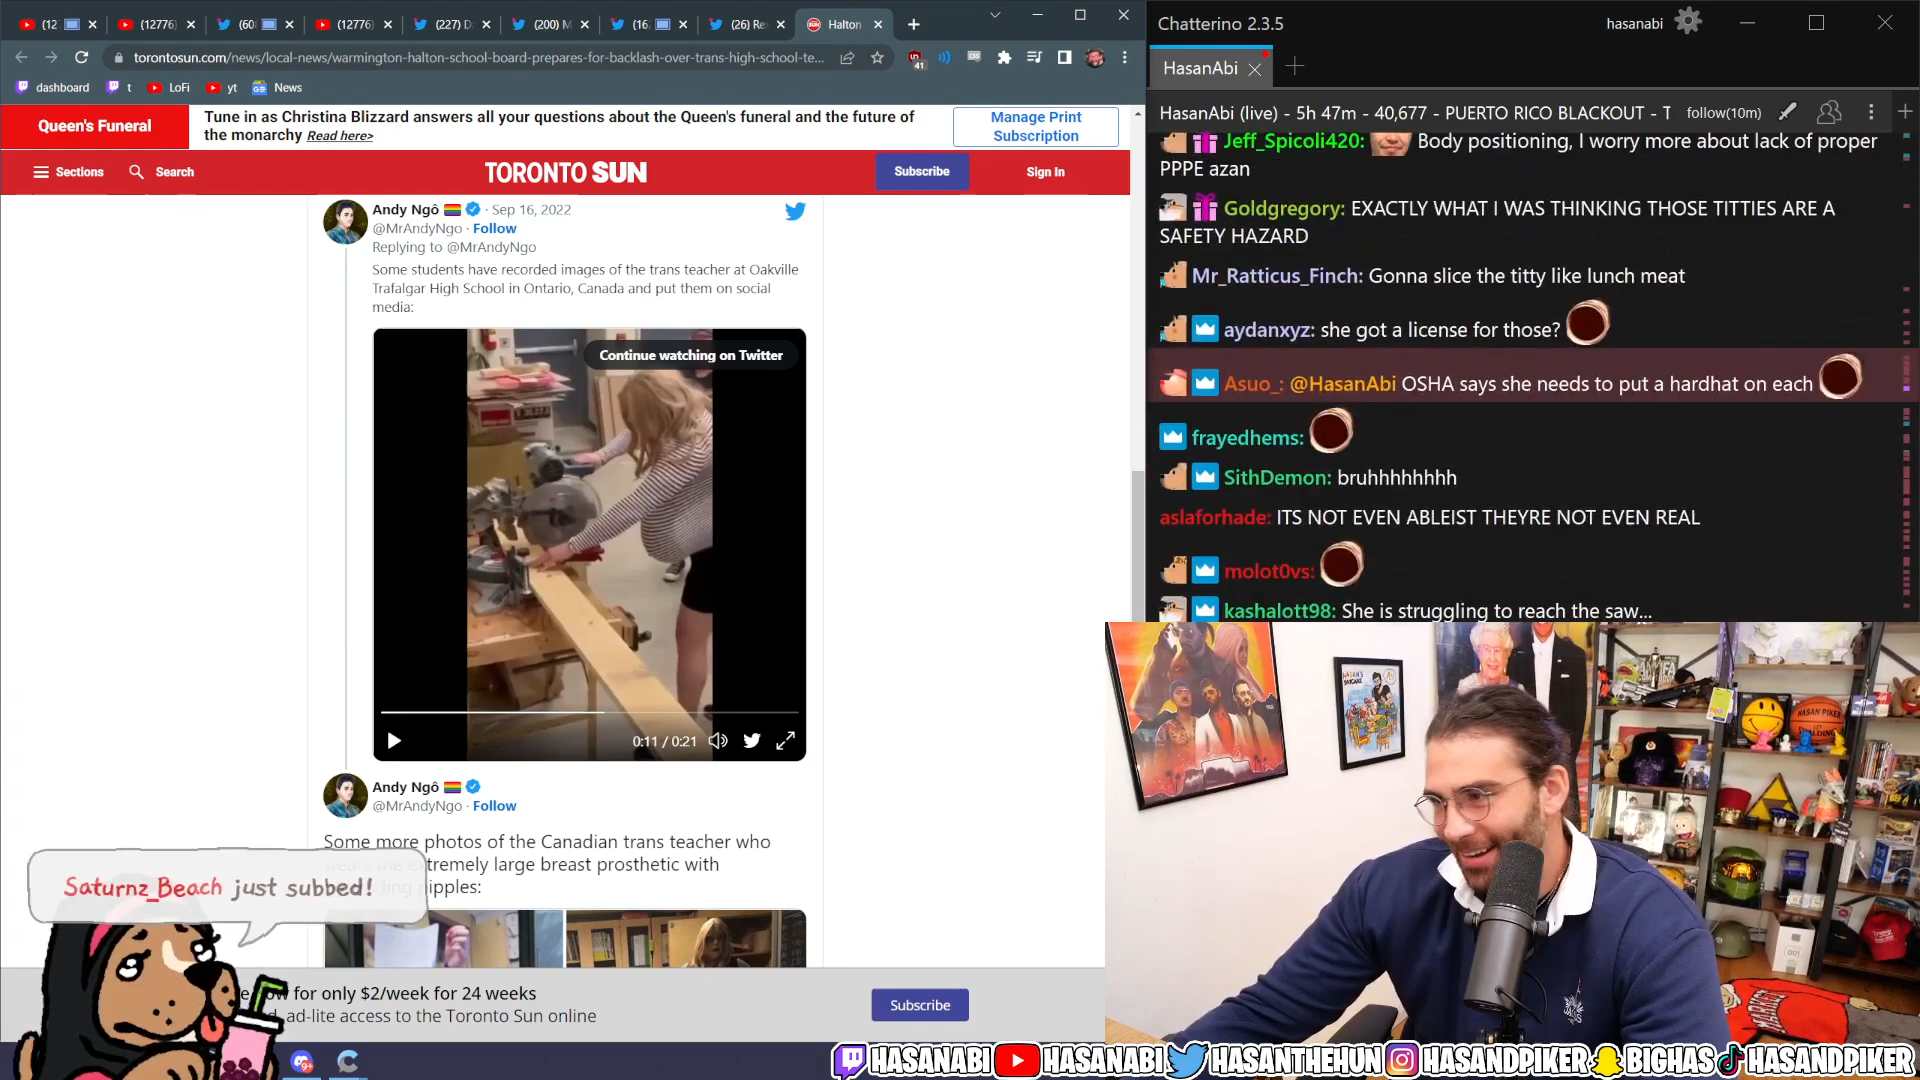 (12
(12776)
(60
(12776)
(227) D
(200) M
(16
(26) Re
Halton
torontosun.com/news/local-news/warmington-halton-school-board-prepares-for-backlash-over-trans-high-school-te...
41
dashboard
t
LoFi
yt
News
Queen's Funeral
Tune in as Christina Blizzard answers all your questions about the Queen's funeral and the future of
the monarchy Read here>
Manage Print
Subscription
Sections
Search
TORONTO SUN
Subscribe
Sign In
Andy Ngô · Sep 16, 2022
@MrAndyNgo · Follow
Replying to @MrAndyNgo
Some students have recorded images of the trans teacher at Oakville
Trafalgar High School in Ontario, Canada and put them on social
media:
Continue watching on Twitter
0:11 / 0:21
Andy Ngô
@MrAndyNgo · Follow
Some more photos of the Canadian trans teacher who
extremely large breast prosthetic with
nipples:
Saturnz_Beach just subbed!
for only $2/week for 24 weeks
ad-lite access to the Toronto Sun online
Subscribe
Chatterino 2.3.5
hasanabi
HasanAbi
HasanAbi (live) - 5h 47m - 40,677 - PUERTO RICO BLACKOUT - T
follow(10m)
Jeff_Spicoli420: Body positioning, I worry more about lack of proper
PPPE azan
Goldgregory: EXACTLY WHAT I WAS THINKING THOSE TITTIES ARE A
SAFETY HAZARD
Mr_Ratticus_Finch: Gonna slice the titty like lunch meat
aydanxyz: she got a license for those?
Asuo_: @HasanAbi OSHA says she needs to put a hardhat on each
frayedhems:
SithDemon: bruhhhhhhhh
aslaforhade: ITS NOT EVEN ABLEIST THEYRE NOT EVEN REAL
molot0vs:
kashalott98: She is struggling to reach the saw...
HASAN PIKER
SPALDING
HASANABI
HASANABI
HASANTHEHUN
HASANDPIKER
BIGHAS
HASANDPIKER